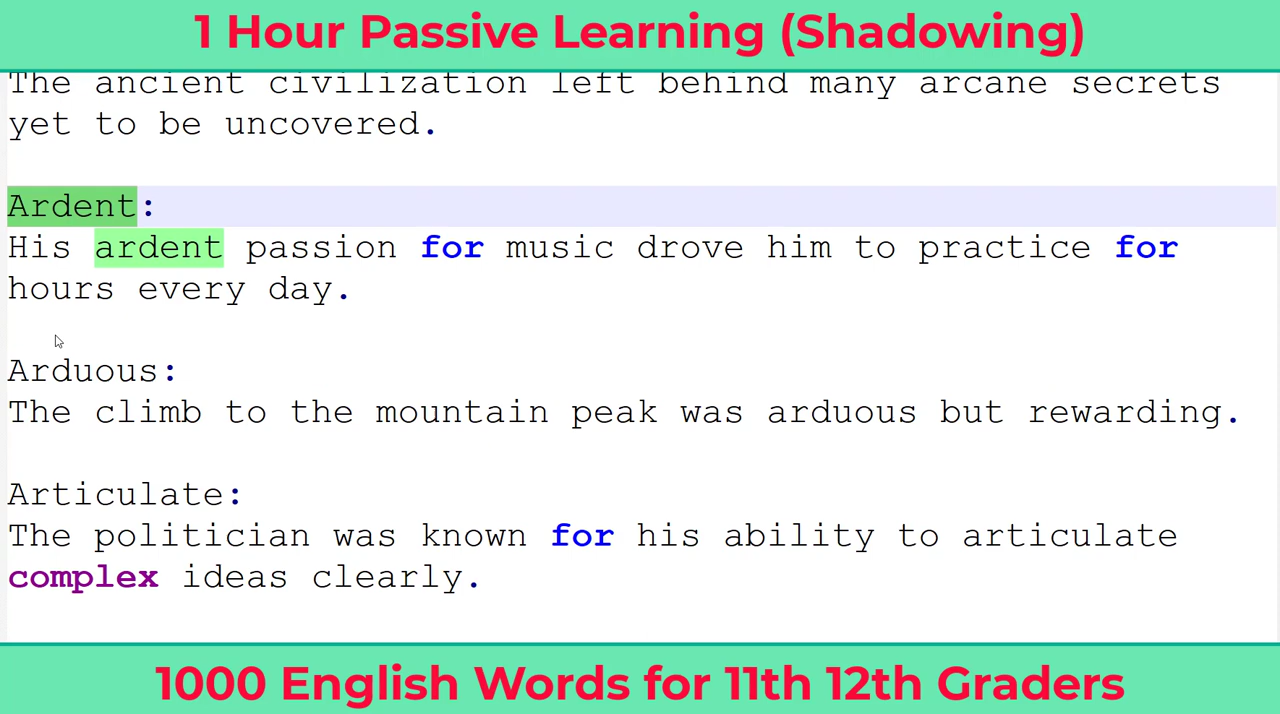 1 Hour Passive Learning (Shadowing)
The ancient civilization left behind many arcane secrets
yet to be uncovered.
Ardent:
His ardent passion for music drove him to practice for
hours every day.
Arduous:
The climb to the mountain peak was arduous but rewarding.
Articulate:
The politician was known for his ability to articulate
complex ideas clearly.
1000 English Words for 11th 12th Graders